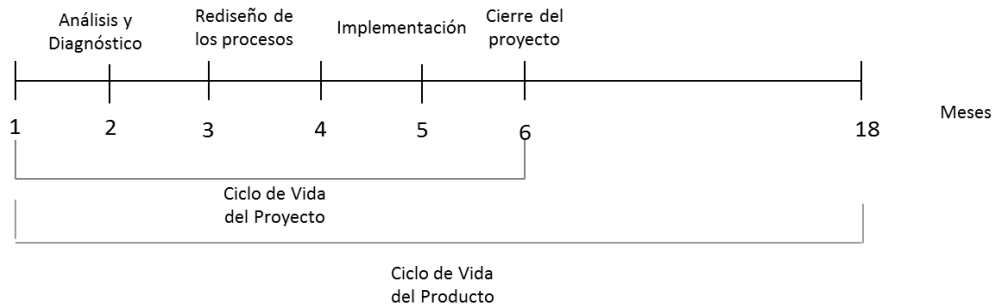 Análisis y
Diagnóstico
Rediseño de
los procesos
Implementación
Cierre del
proyecto
1 2 3 4 5 6 18 Meses
Ciclo de Vida
del Proyecto
Ciclo de Vida
del Producto